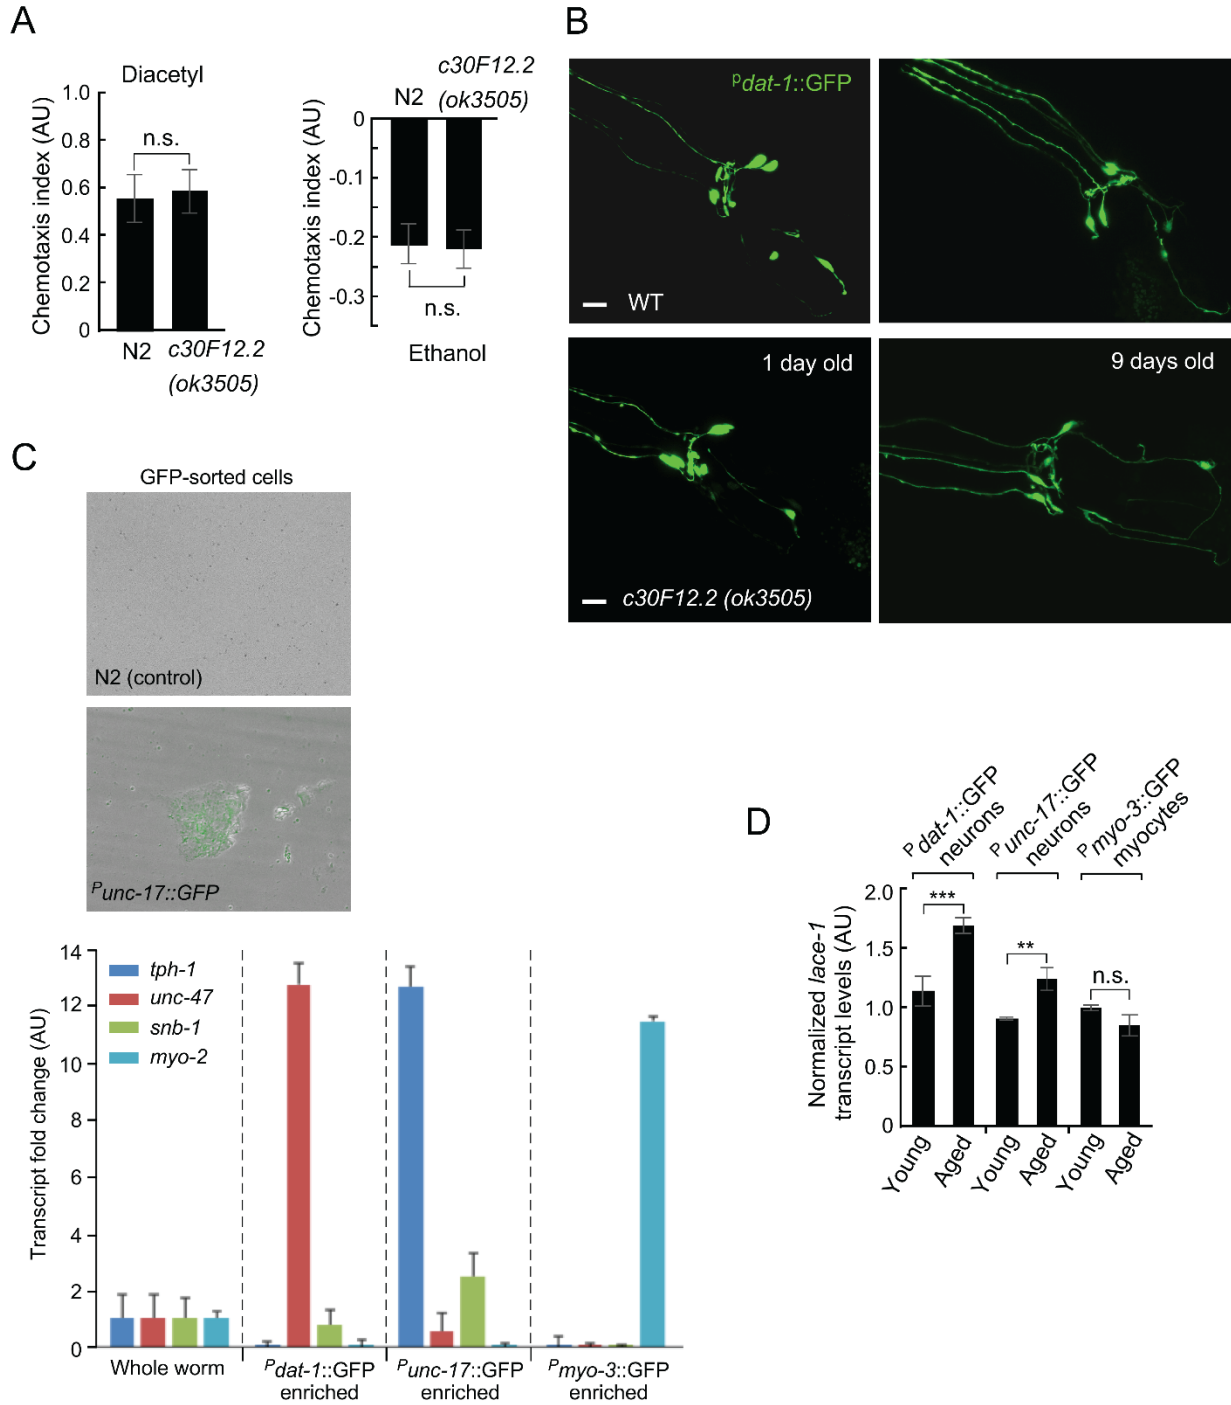 A
Diacetyl
Chemotaxis index (AU)
1.0
0.8
0.6
0.4
0.2
0
n.s.
N2
c30F12.2
(ok3505)
c30F12.2
N2 (ok3505)
Chemotaxis index (AU)
0
-0.1
-0.2
-0.3
n.s.
Ethanol
B
Pdat-1::GFP
WT
1 day old
9 days old
c30F12.2 (ok3505)
C
GFP-sorted cells
N2 (control)
Punc-17::GFP
Transcript fold change (AU)
14
12
10
8
6
4
2
0
tph-1
unc-47
snb-1
myo-2
Whole worm
Pdat-1::GFP
enriched
Punc-17::GFP
enriched
Pmyo-3::GFP
enriched
D
Pdat-1::GFP
neurons
Punc-17::GFP
neurons
Pmyo-3::GFP
myocytes
Normalized lace-1
transcript levels (AU)
2.0
1.5
1.0
0.5
0
***
**
n.s.
Young
Aged
Young
Aged
Young
Aged